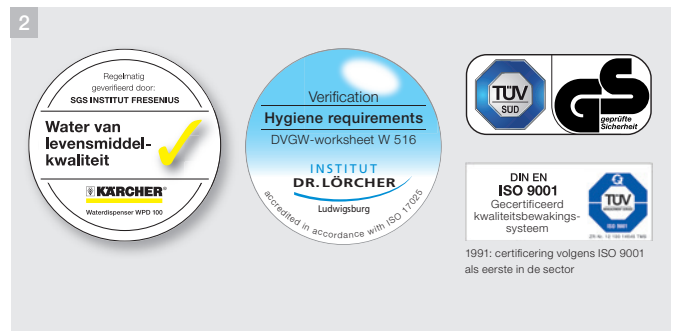 2
Regelmatig
geverifieerd door:
SGS INSTITUT FRESENIUS
Water van
levensmiddel-
kwaliteit
KÄRCHER®
Waterdispenser WPD 100
Verification
Hygiene requirements
DVGW-worksheet W 516
INSTITUT
DR. LÖRCHER
Ludwigsburg
accredited in accordance with ISO 17025
TÜV
SÜD
GS
geprüfte
Sicherheit
DIN EN
ISO 9001
Gecertificeerd
kwaliteitsbewakings-
systeem
TÜV
ISO 9001
1991: certificering volgens ISO 9001
als eerste in de sector